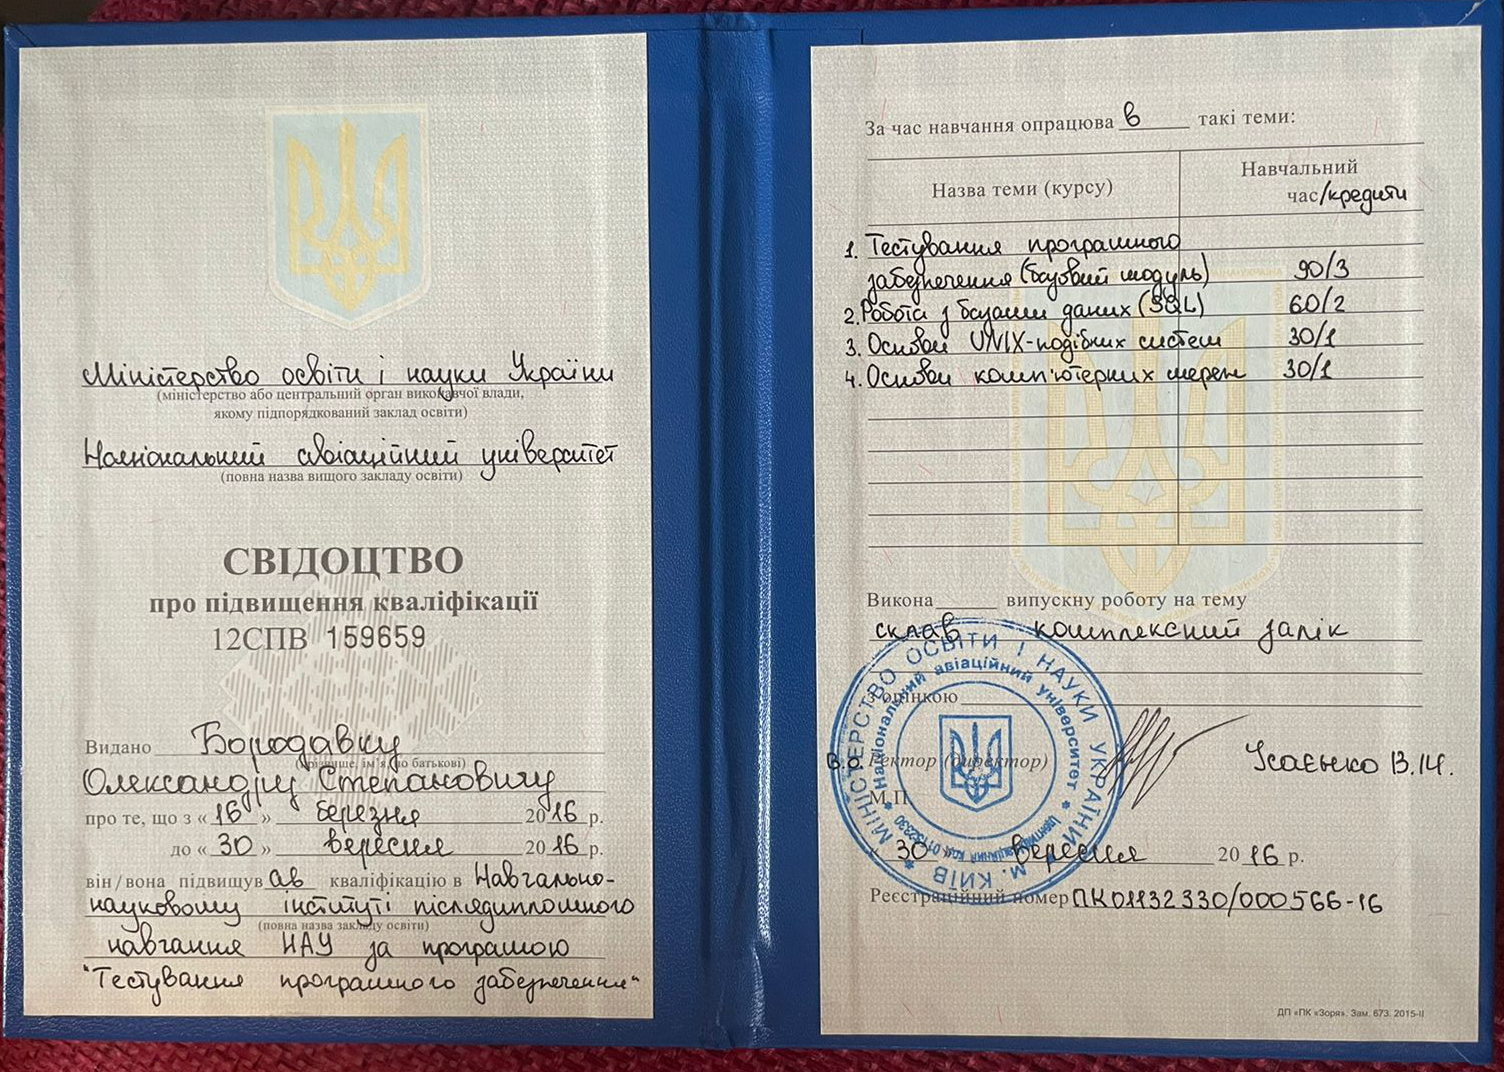 Міністерство освіти і науки України
(міністерство або центральний орган виконавчої влади,
якому підпорядкований заклад освіти)
Національний авіаційний університет
(повна назва вищого закладу освіти)
СВІДОЦТВО
про підвищення кваліфікації
12СПВ 159659
Видано Бородавку
(прізвище, ім'я, по батькові)
Олександру Степановичу
про те, що з «16» березня 2016 р.
до «30» вересня 2016 р.
він/вона підвищував кваліфікацію в Навчально-
науковому інституті післядипломного
(повна назва закладу освіти)
навчання НАУ за програмою
"Тестування програмного забезпечення"
За час навчання опрацював такі теми:
Назва теми (курсу) Навчальний
час/кредити
1. Тестування програмного
забезпечення (базовий модуль) 90/3
2. Робота з базами даних (SQL) 60/2
3. Основи UNIX-подібних систем 30/1
4. Основи комп'ютерних мереж 30/1
Викона випускну роботу на тему
склав комплексний залік
з оцінкою
В.о. Ректор (директор) Ісаєнко В.М.
М.П.
«30 вересня 2016 р.
Реєстраційний номер ПК01132330/000566-16
МІНІСТЕРСТВО ОСВІТИ І НАУКИ УКРАЇНИ * М. КИЇВ *
Національний авіаційний університет * Ідентифікаційний код 01132330 *
ДП «ПК «Зоря». Зам. 673. 2015-ІІ